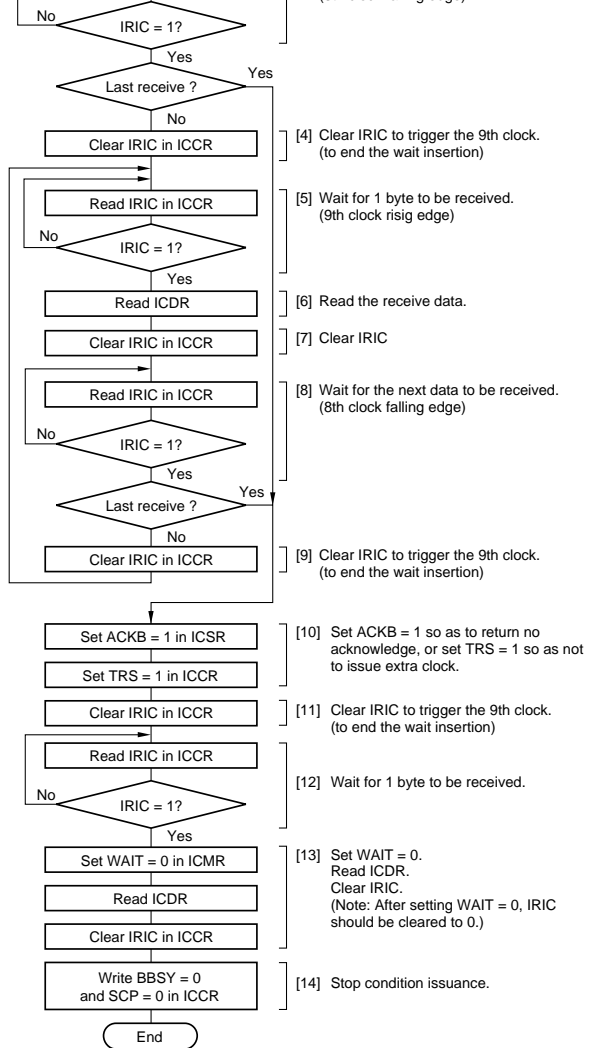 No
IRIC = 1?
Yes
Last receive ?
Yes
No
Clear IRIC in ICCR
[4] Clear IRIC to trigger the 9th clock.
(to end the wait insertion)
Read IRIC in ICCR
[5] Wait for 1 byte to be received.
(9th clock risig edge)
No
IRIC = 1?
Yes
Read ICDR
[6] Read the receive data.
Clear IRIC in ICCR
[7] Clear IRIC
Read IRIC in ICCR
[8] Wait for the next data to be received.
(8th clock falling edge)
No
IRIC = 1?
Yes
Last receive ?
Yes
No
Clear IRIC in ICCR
[9] Clear IRIC to trigger the 9th clock.
(to end the wait insertion)
Set ACKB = 1 in ICSR
[10] Set ACKB = 1 so as to return no
acknowledge, or set TRS = 1 so as not
to issue extra clock.
Set TRS = 1 in ICCR
Clear IRIC in ICCR
[11] Clear IRIC to trigger the 9th clock.
(to end the wait insertion)
Read IRIC in ICCR
[12] Wait for 1 byte to be received.
No
IRIC = 1?
Yes
Set WAIT = 0 in ICMR
[13] Set WAIT = 0.
Read ICDR.
Clear IRIC.
(Note: After setting WAIT = 0, IRIC
should be cleared to 0.)
Read ICDR
Clear IRIC in ICCR
Write BBSY = 0
and SCP = 0 in ICCR
[14] Stop condition issuance.
End